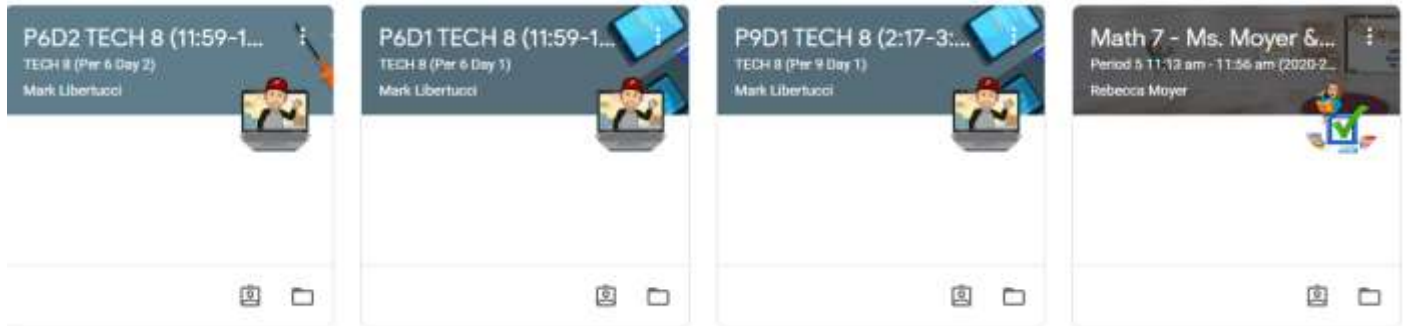 P6D2 TECH 8 (11:59-1...
TECH 8 (Per 6 Day 2)
Mark Libertucci
P6D1 TECH 8 (11:59-1...
TECH 8 (Per 6 Day 1)
Mark Libertucci
P9D1 TECH 8 (2:17-3:...
TECH 8 (Per 9 Day 1)
Mark Libertucci
Math 7 - Ms. Moyer &...
Period 5 11:13 am - 11:56 am (2020-2...
Rebecca Moyer